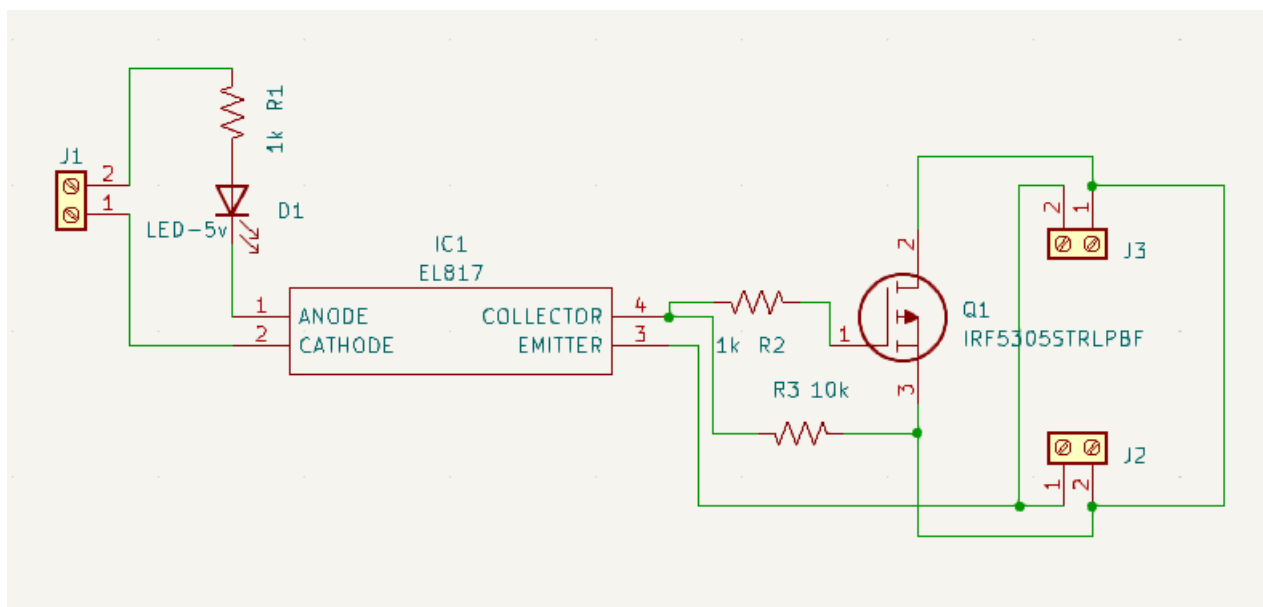 R1
1k
J1
2
1
D1
LED-5v
IC1
EL817
1
ANODE
COLLECTOR
4
2
CATHODE
EMITTER
3
1k R2
R3 10k
2
1
3
Q1
IRF5305STRLPBF
2
1
J3
J2
1
2